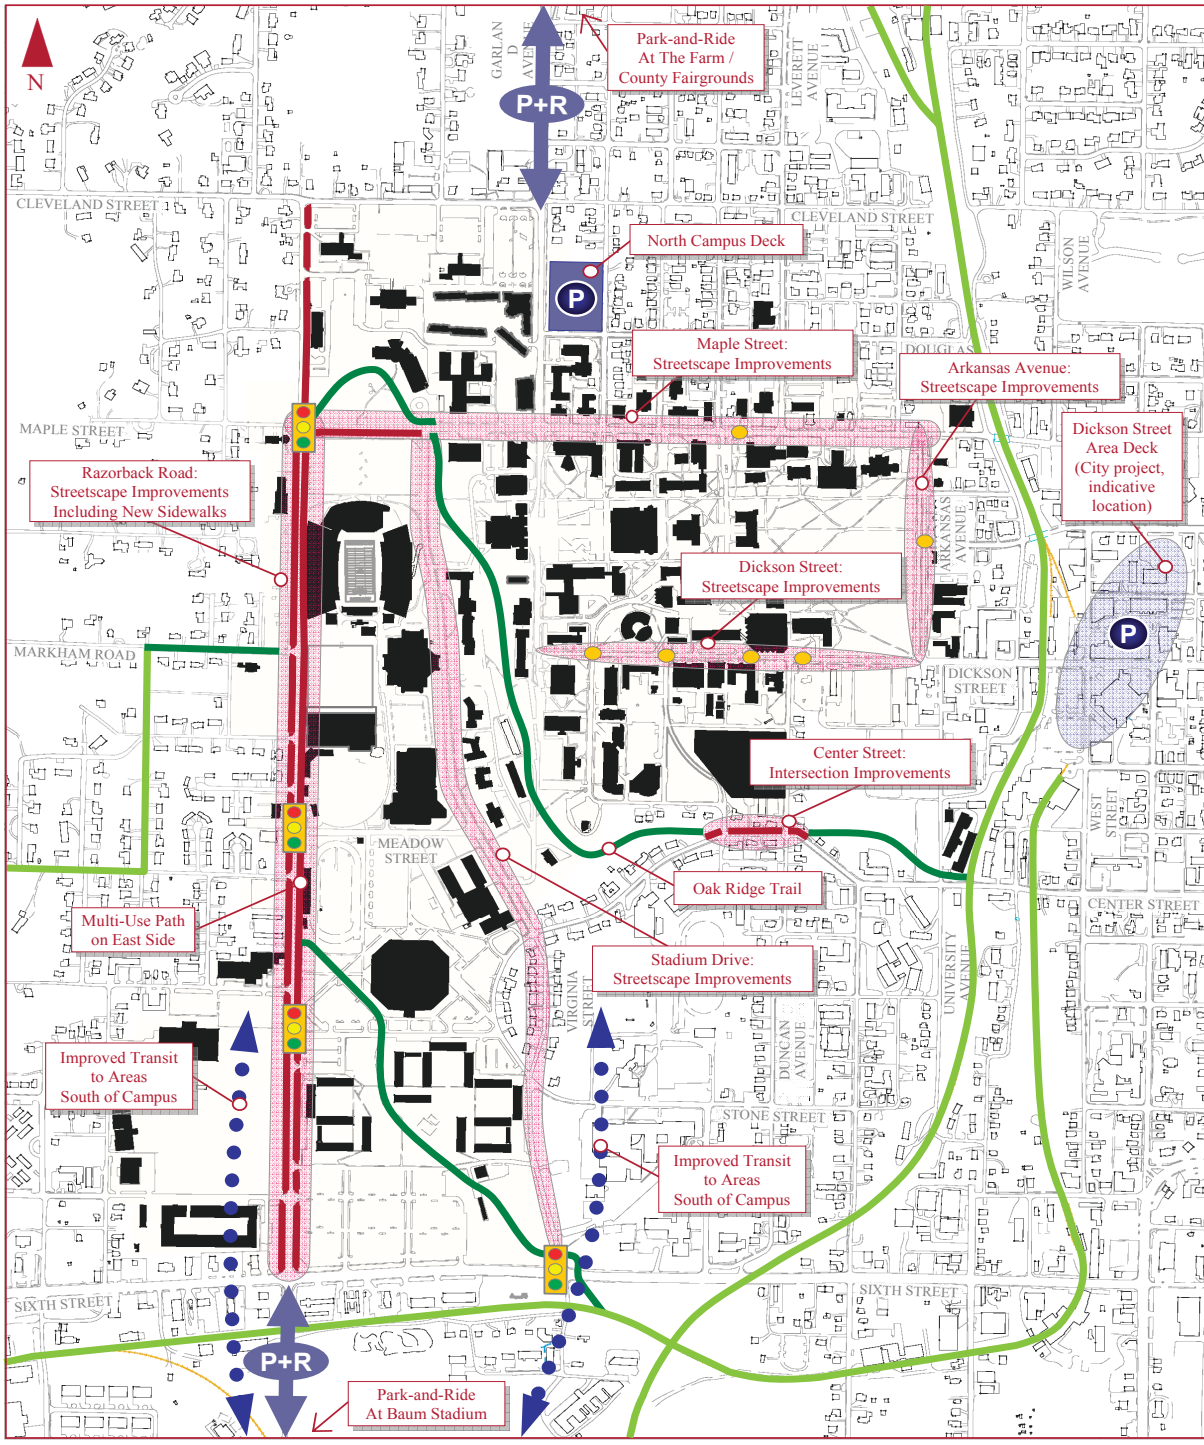 N
GARLAN
D
AVENUE
Park-and-Ride
At The Farm /
County Fairgrounds
LEVERETT
AVENUE
P+R
CLEVELAND STREET
CLEVELAND STREET
WILSON
AVENUE
North Campus Deck
P
Maple Street:
Streetscape Improvements
DOUGLAS
Arkansas Avenue:
Streetscape Improvements
MAPLE STREET
Dickson Street
Area Deck
(City project,
indicative
location)
Razorback Road:
Streetscape Improvements
Including New Sidewalks
ARKANSAS
AVENUE
Dickson Street:
Streetscape Improvements
P
MARKHAM ROAD
DICKSON
STREET
Center Street:
Intersection Improvements
WEST
STREET
MEADOW
STREET
Oak Ridge Trail
CENTER STREET
Multi-Use Path
on East Side
Stadium Drive:
Streetscape Improvements
UNIVERSITY
AVENUE
VIRGINIA
STREET
DUNCAN
AVENUE
Improved Transit
to Areas
South of Campus
STONE STREET
Improved Transit
to Areas
South of Campus
SIXTH STREET
SIXTH STREET
P+R
Park-and-Ride
At Baum Stadium